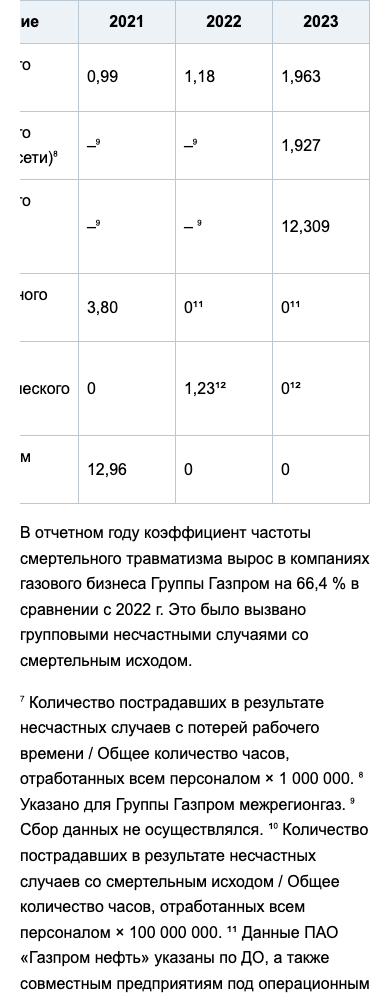 ие 2021 2022 2023
го 0,99 1,18 1,963
го
сети)⁸ –⁹ –⁹ 1,927
го –⁹ – ⁹ 12,309
ного 3,80 0¹¹ 0¹¹
ческого 0 1,23¹² 0¹²
м 12,96 0 0
В отчетном году коэффициент частоты
смертельного травматизма вырос в компаниях
газового бизнеса Группы Газпром на 66,4 % в
сравнении с 2022 г. Это было вызвано
групповыми несчастными случаями со
смертельным исходом.
⁷ Количество пострадавших в результате
несчастных случаев с потерей рабочего
времени / Общее количество часов,
отработанных всем персоналом × 1 000 000. ⁸
Указано для Группы Газпром межрегионгаз. ⁹
Сбор данных не осуществлялся. ¹⁰ Количество
пострадавших в результате несчастных
случаев со смертельным исходом / Общее
количество часов, отработанных всем
персоналом × 100 000 000. ¹¹ Данные ПАО
«Газпром нефть» указаны по ДО, а также
совместным предприятиям под операционным